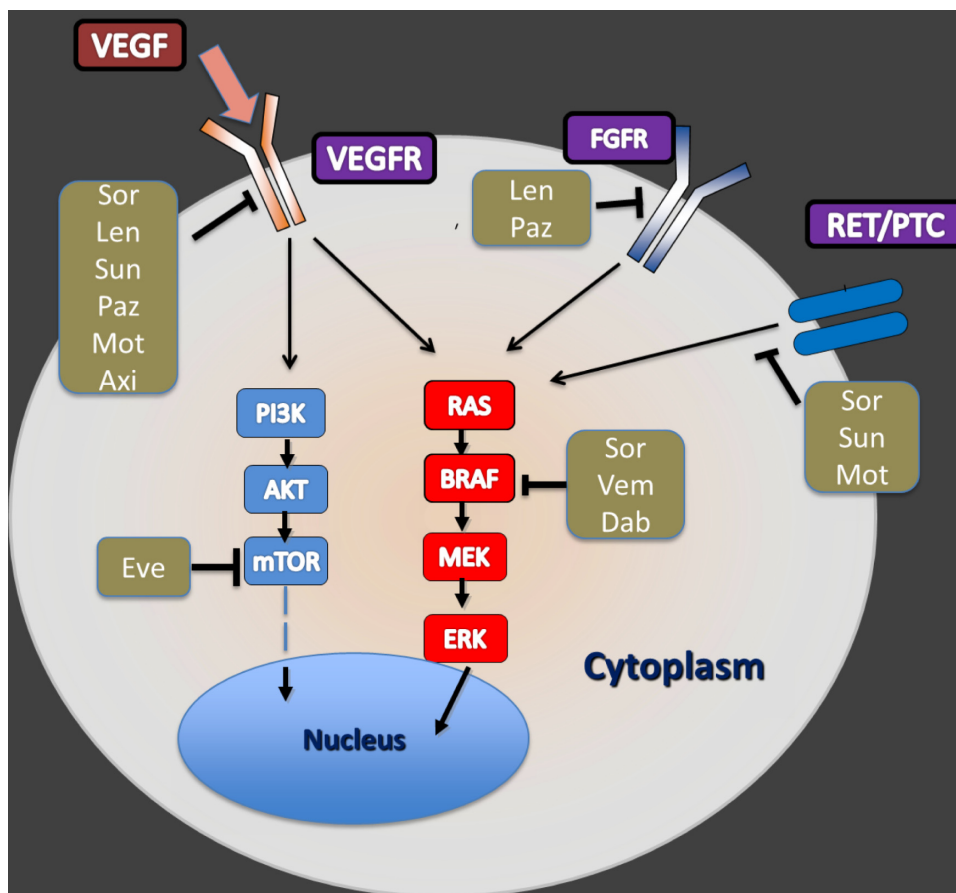 VEGF
VEGFR
FGFR
RET/PTC
Sor
Len
Sun
Paz
Mot
Axi
Len
Paz
Sor
Sun
Mot
PI3K
AKT
mTOR
Eve
RAS
BRAF
MEK
ERK
Sor
Vem
Dab
Cytoplasm
Nucleus